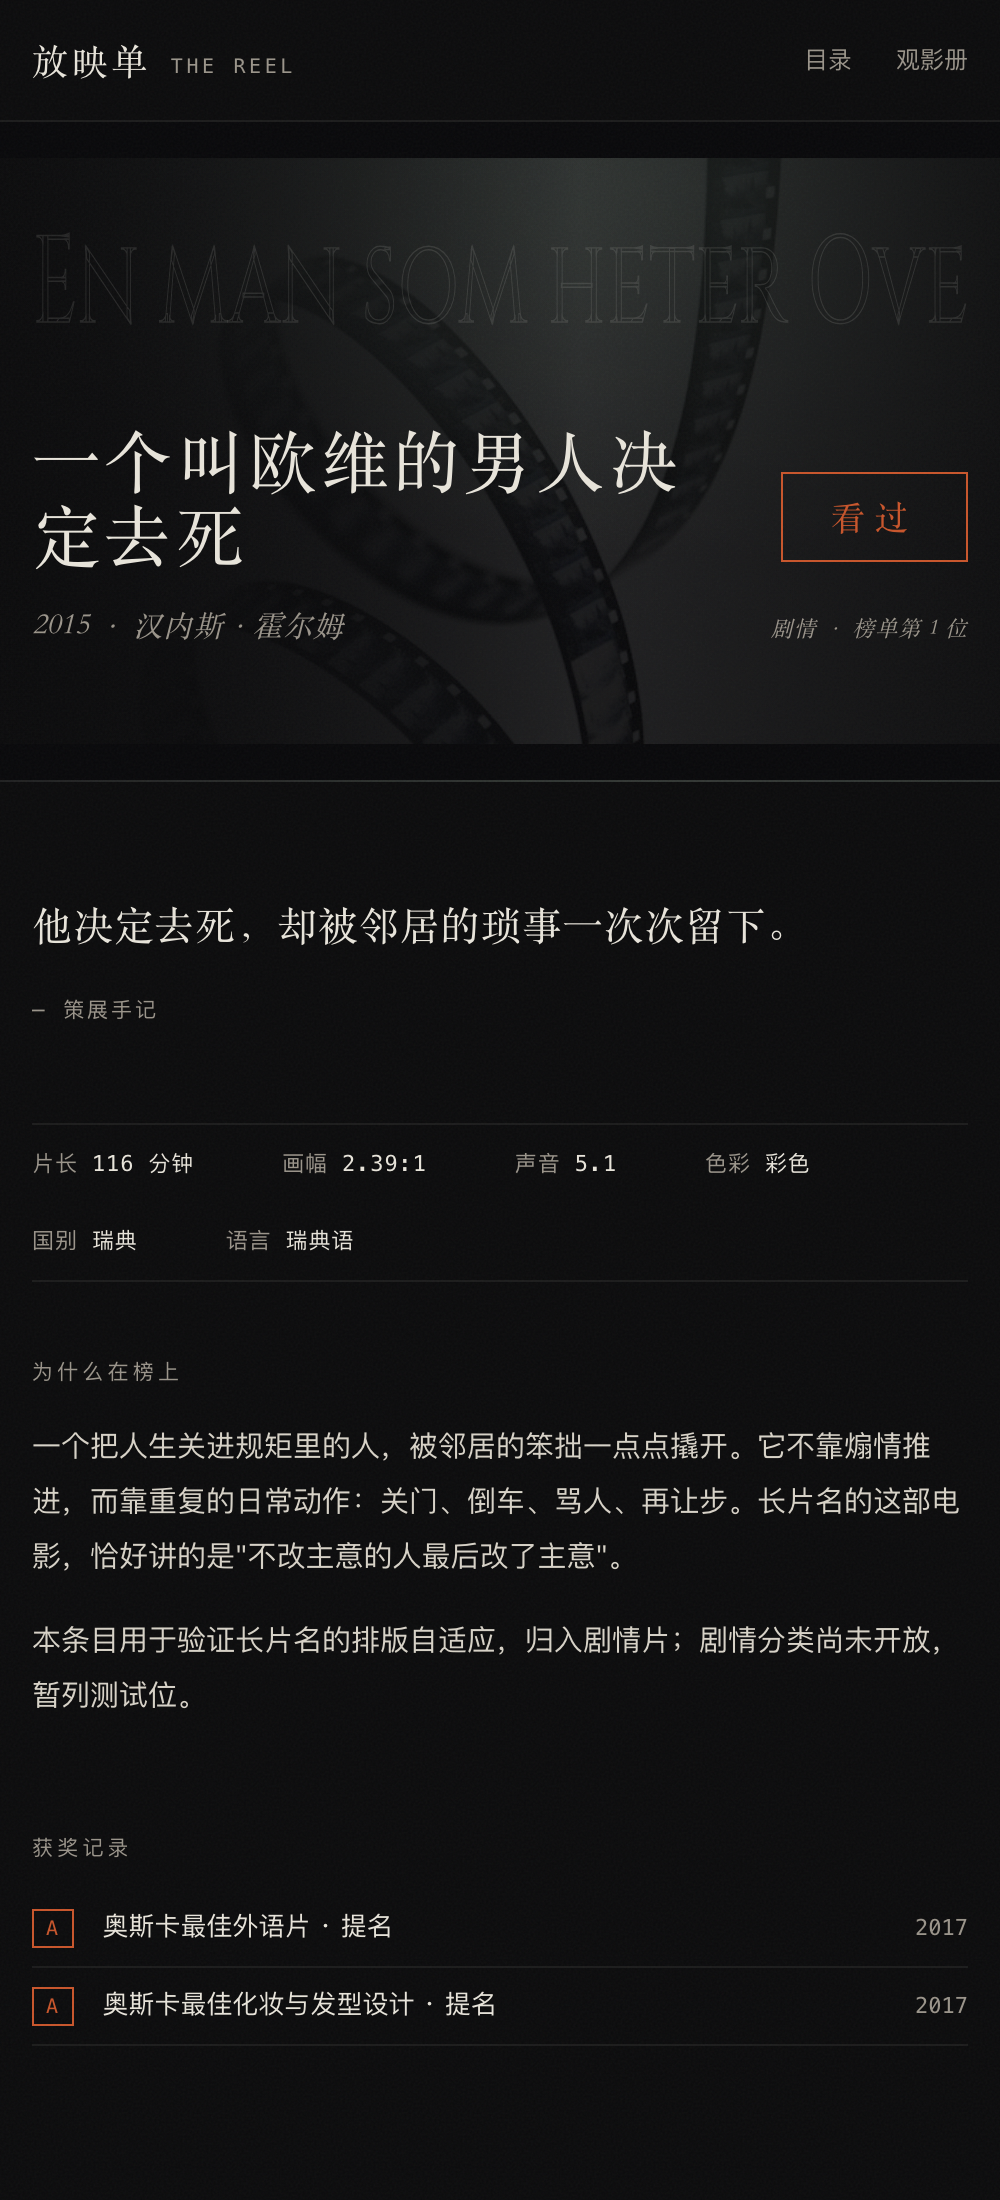 放映单 THE REEL 目录 观影册
EN MAN SOM HETER OVE
一个叫欧维的男人决
定去死
看过
2015 · 汉内斯·霍尔姆
剧情 · 榜单第 1 位
他决定去死，却被邻居的琐事一次次留下。
— 策展手记
片长 116 分钟 画幅 2.39:1 声音 5.1 色彩 彩色
国别 瑞典 语言 瑞典语
为什么在榜上
一个把人生关进规矩里的人，被邻居的笨拙一点点撬开。它不靠煽情推
进，而靠重复的日常动作：关门、倒车、骂人、再让步。长片名的这部电
影，恰好讲的是"不改主意的人最后改了主意"。
本条目用于验证长片名的排版自适应，归入剧情片；剧情分类尚未开放，
暂列测试位。
获奖记录
A 奥斯卡最佳外语片 · 提名 2017
A 奥斯卡最佳化妆与发型设计 · 提名 2017